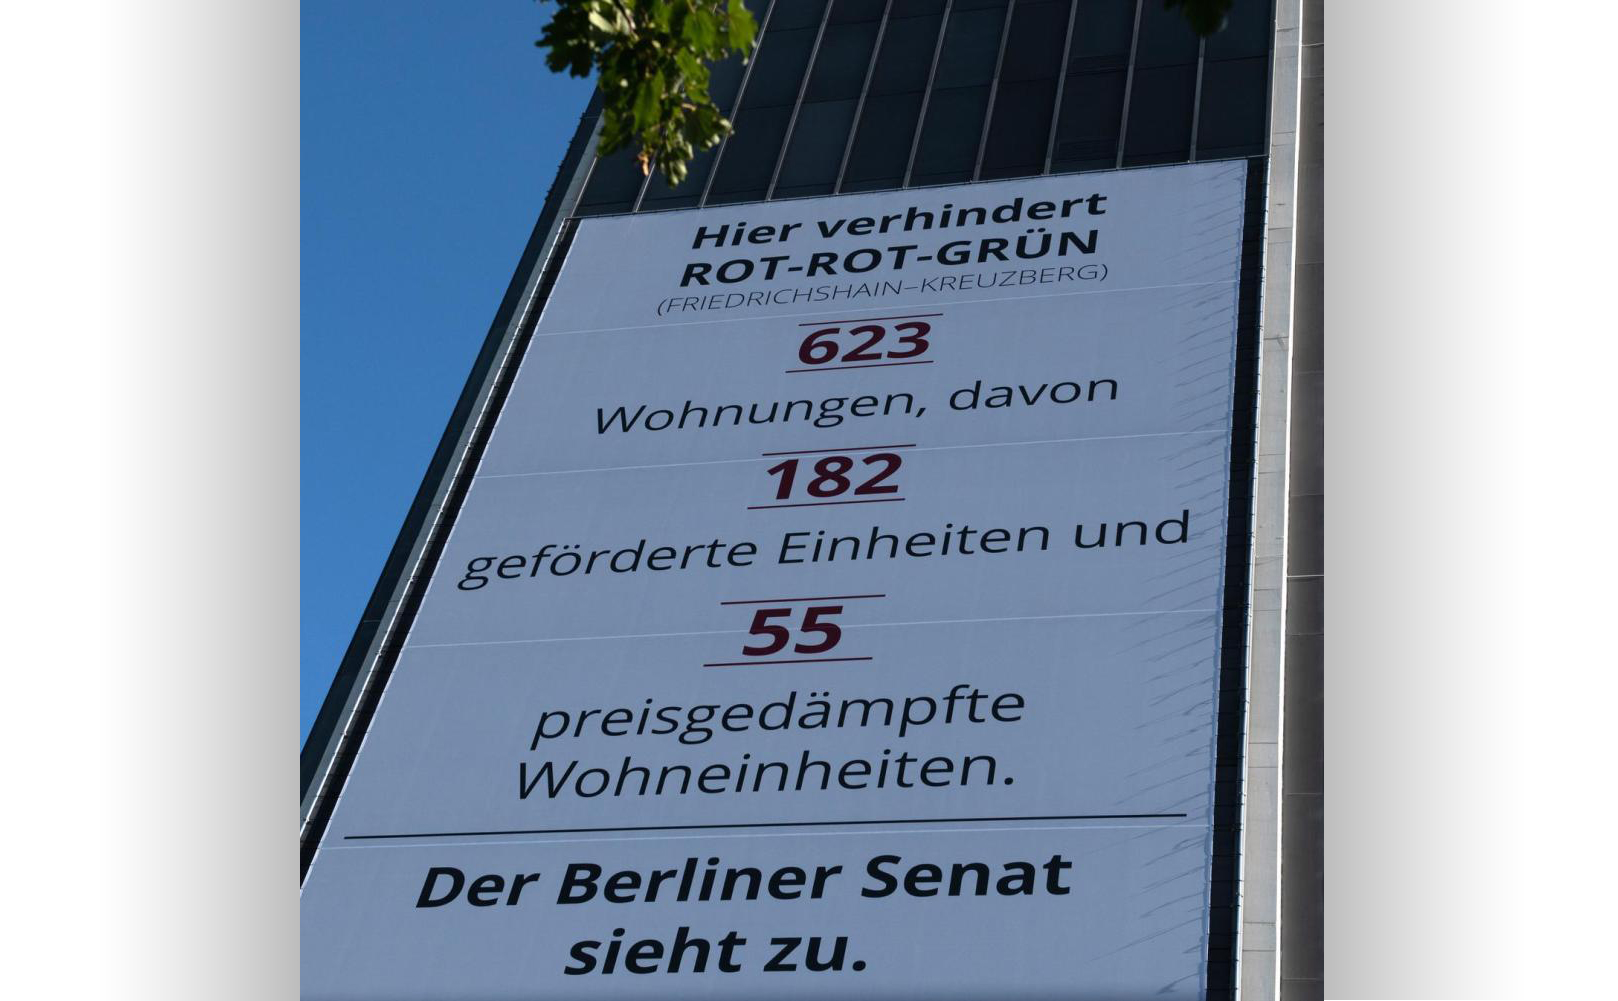 Hier verhindert
ROT-ROT-GRÜN
(FRIEDRICHSHAIN–KREUZBERG)
623
Wohnungen, davon
182
geförderte Einheiten und
55
preisgedämpfte
Wohneinheiten.
Der Berliner Senat
sieht zu.